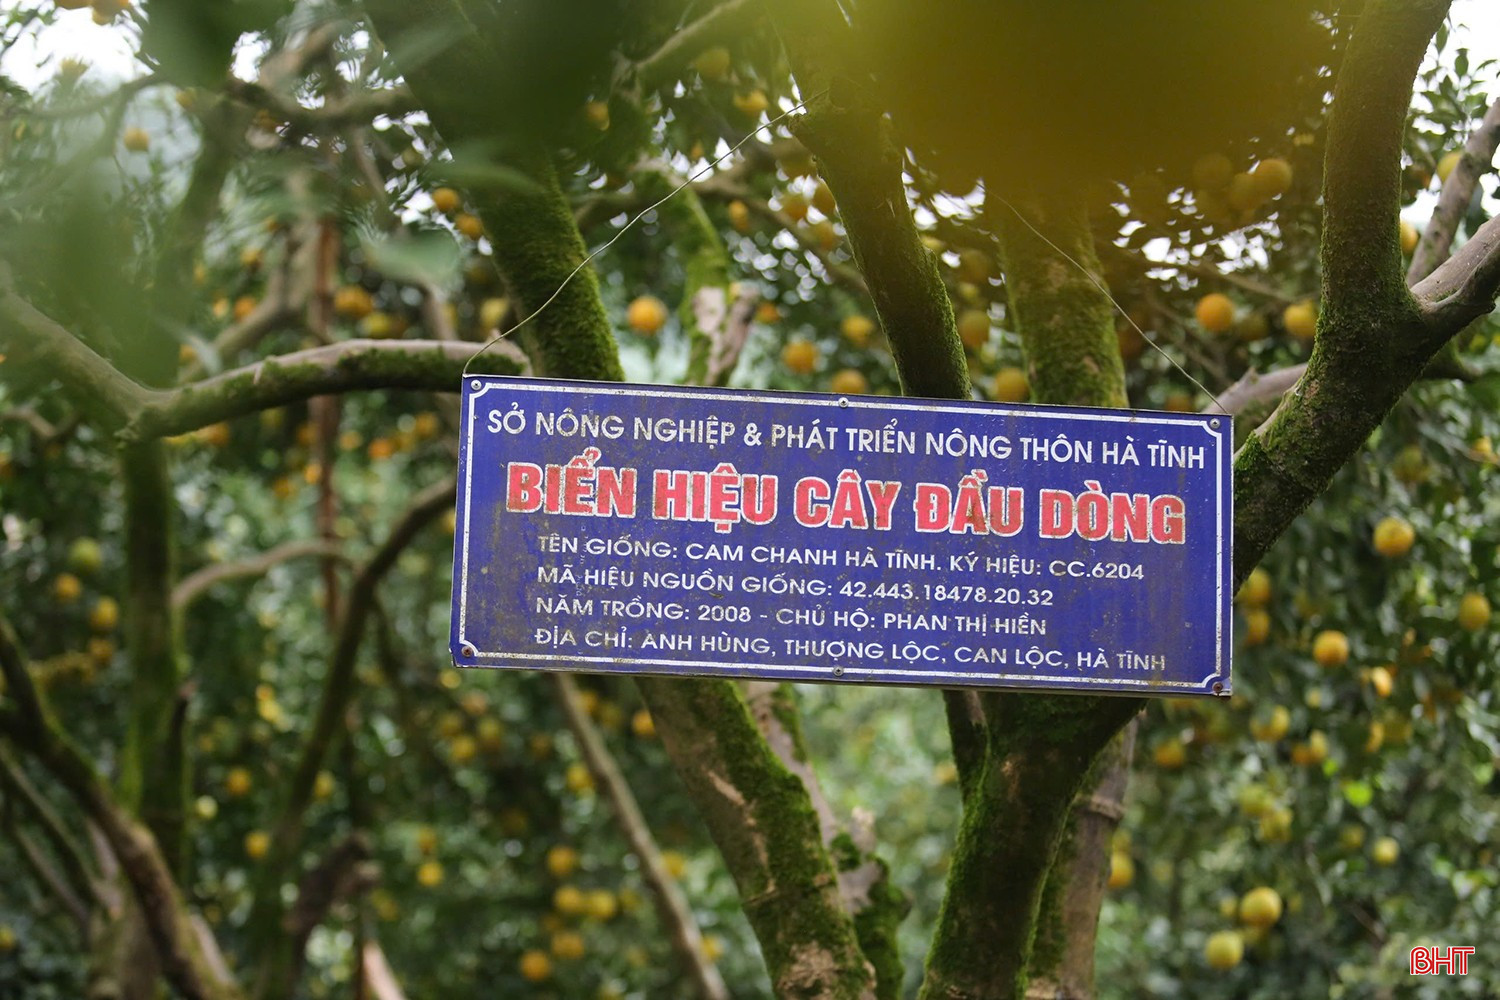 SỞ NÔNG NGHIỆP & PHÁT TRIỂN NÔNG THÔN HÀ TĨNH
BIỂN HIỆU CÂY ĐẦU DÒNG
TÊN GIỐNG: CAM CHANH HÀ TĨNH. KÝ HIỆU: CC.6204
MÃ HIỆU NGUỒN GIỐNG: 42.443.18478.20.32
NĂM TRỒNG: 2008 - CHỦ HỘ: PHAN THỊ HIỀN
ĐỊA CHỈ: ANH HÙNG, THƯỢNG LỘC, CAN LỘC, HÀ TĨNH
BHT